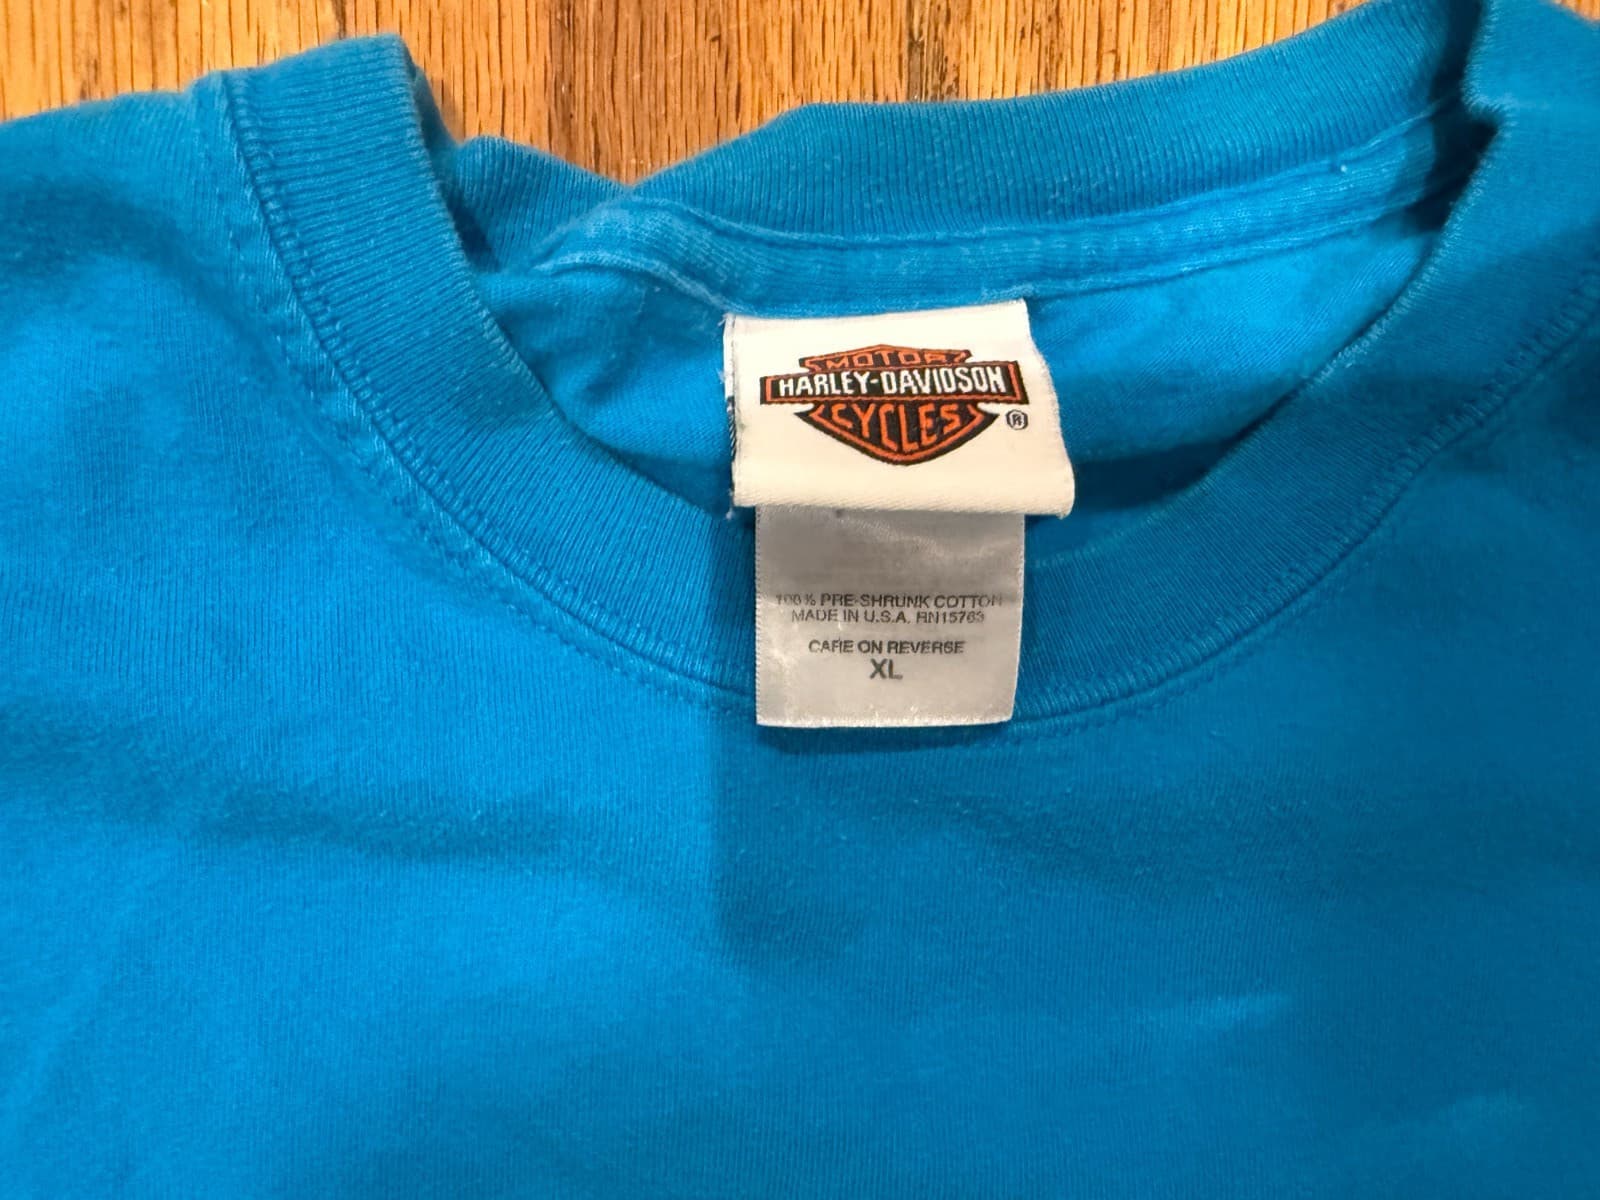 MOTOR
HARLEY-DAVIDSON
CYCLES ®
100% PRE-SHRUNK COTTON
MADE IN U.S.A. RN15763
CARE ON REVERSE
XL